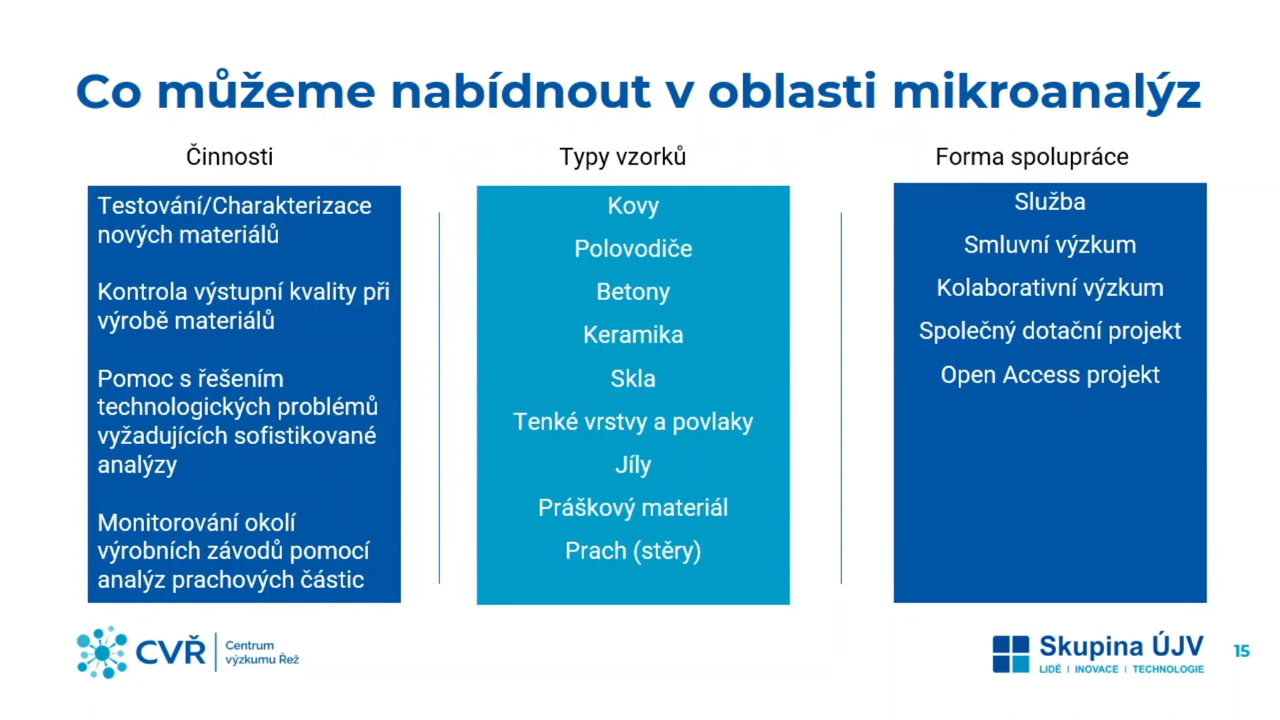 Co můžeme nabídnout v oblasti mikroanalýz
Činnosti
Testování/Charakterizace
nových materiálů
Kontrola výstupní kvality při
výrobě materiálů
Pomoc s řešením
technologických problémů
vyžadujících sofistikované
analýzy
Monitorování okolí
výrobních závodů pomocí
analýz prachových částic
Typy vzorků
Kovy
Polovodiče
Betony
Keramika
Skla
Tenké vrstvy a povlaky
Jíly
Práškový materiál
Prach (stěry)
Forma spolupráce
Služba
Smluvní výzkum
Kolaborativní výzkum
Společný dotační projekt
Open Access projekt
CVŘ
Centrum
výzkumu Řež
Skupina ÚJV
LIDÉ | INOVACE | TECHNOLOGIE
15